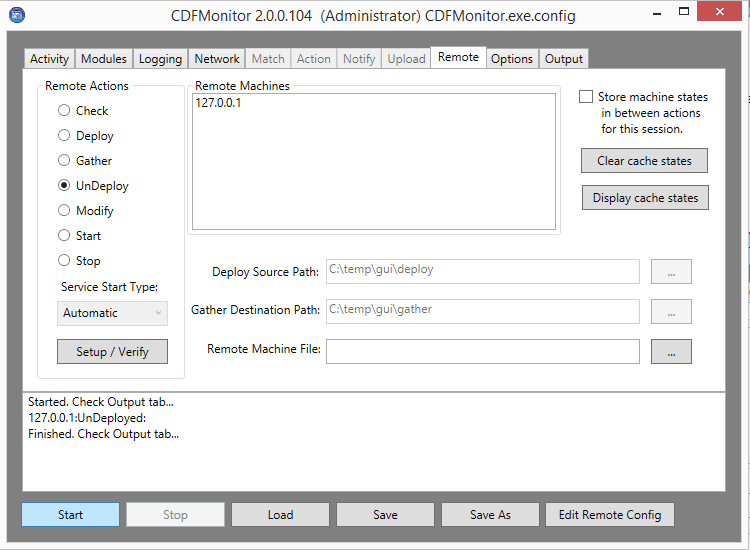 CDFMonitor 2.0.0.104 (Administrator) CDFMonitor.exe.config
Activity Modules Logging Network Match Action Notify Upload Remote Options Output
Remote Actions
Check
Deploy
Gather
UnDeploy
Modify
Start
Stop
Service Start Type:
Automatic
Setup / Verify
Remote Machines
127.0.0.1
Store machine states
in between actions
for this session.
Clear cache states
Display cache states
Deploy Source Path: C:\temp\gui\deploy ...
Gather Destination Path: C:\temp\gui\gather ...
Remote Machine File: ...
Started. Check Output tab...
127.0.0.1:UnDeployed:
Finished. Check Output tab...
Start Stop Load Save Save As Edit Remote Config